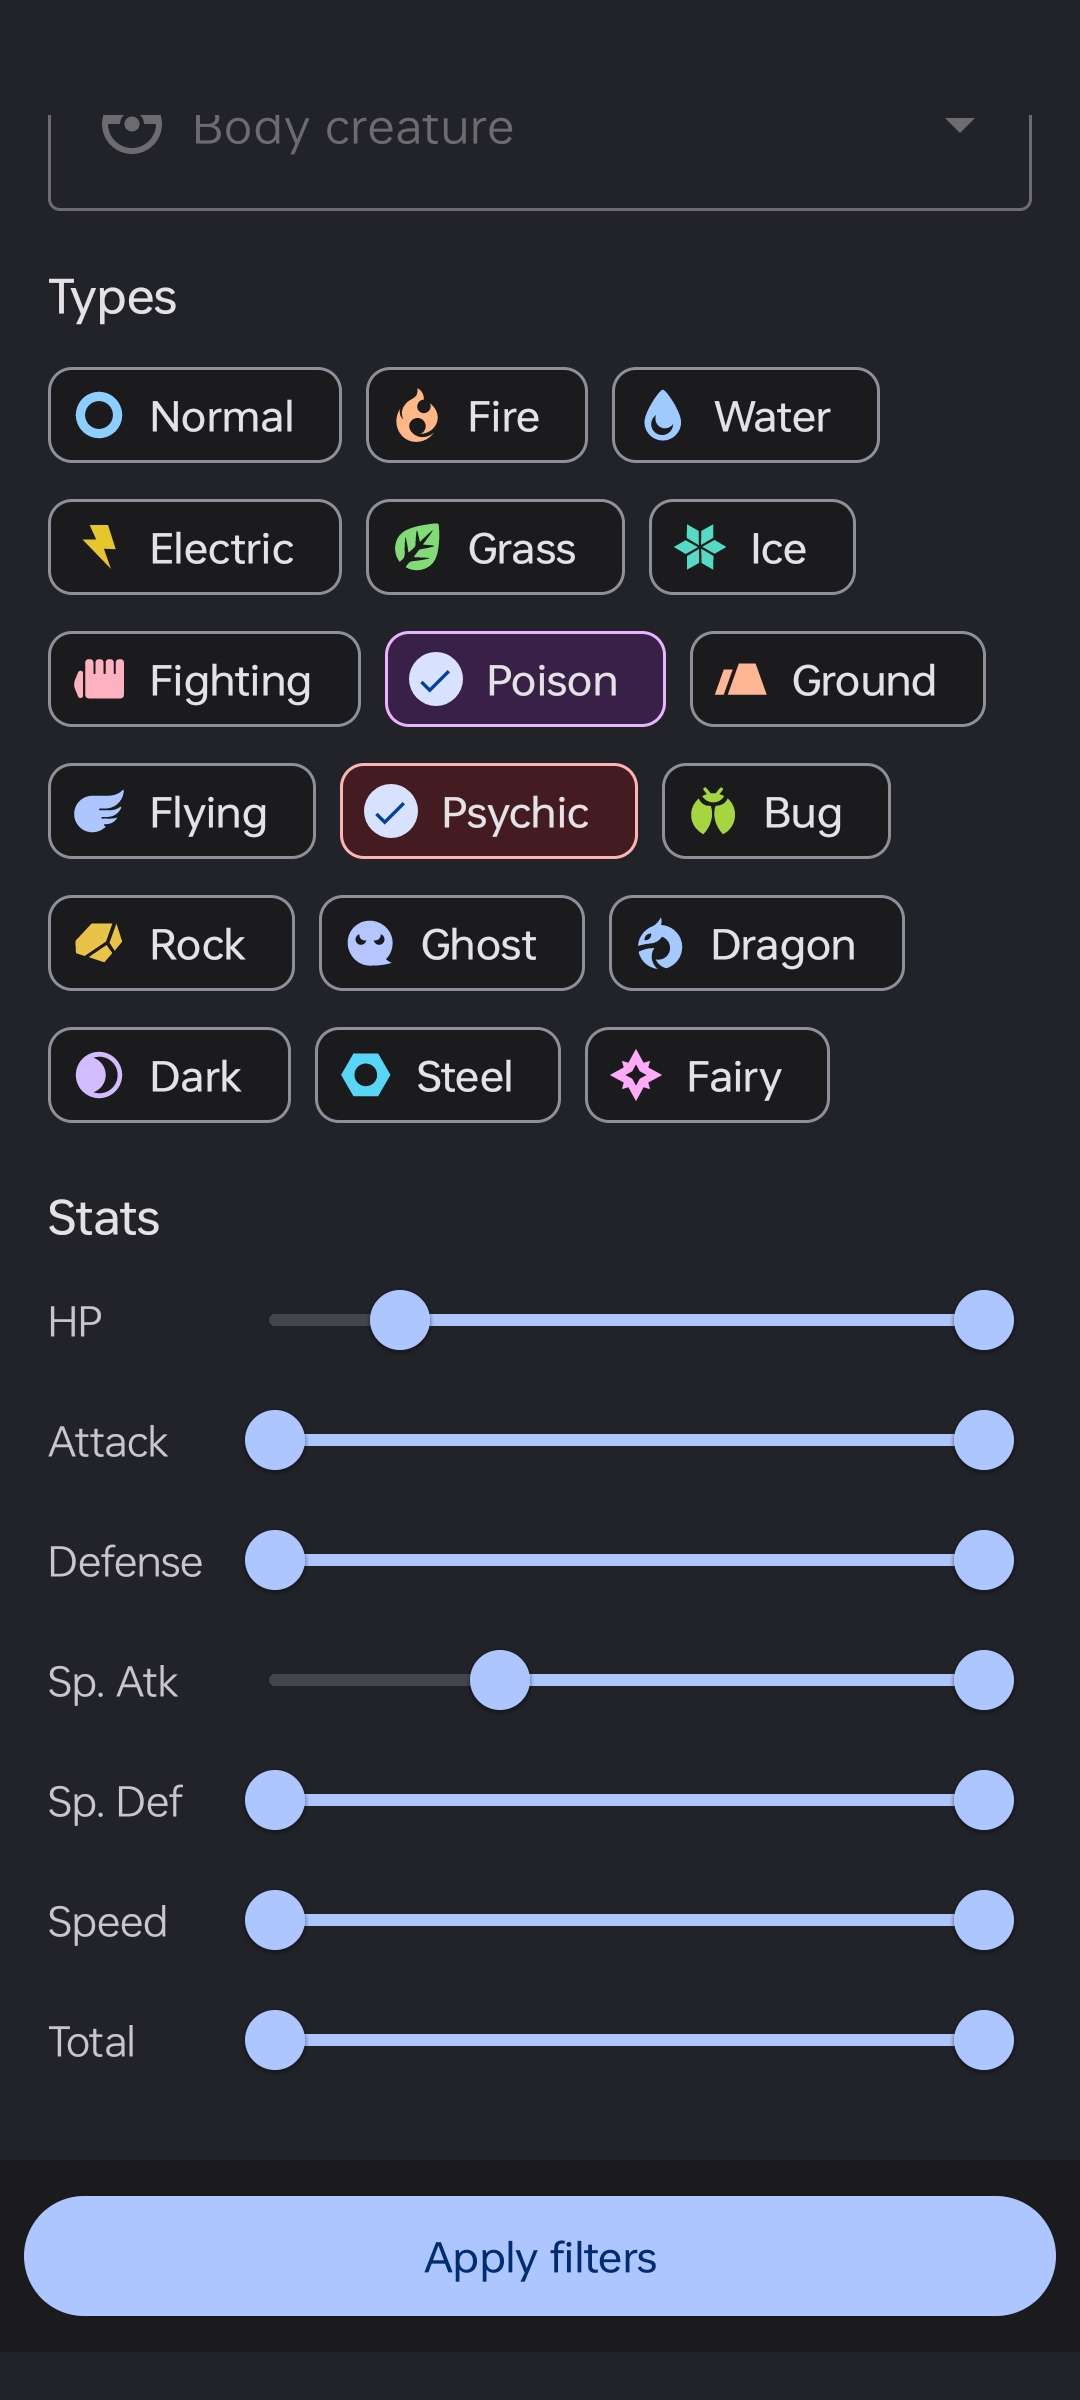 Body creature
Types
Normal Fire Water
Electric Grass Ice
Fighting Poison Ground
Flying Psychic Bug
Rock Ghost Dragon
Dark Steel Fairy
Stats
HP
Attack
Defense
Sp. Atk
Sp. Def
Speed
Total
Apply filters